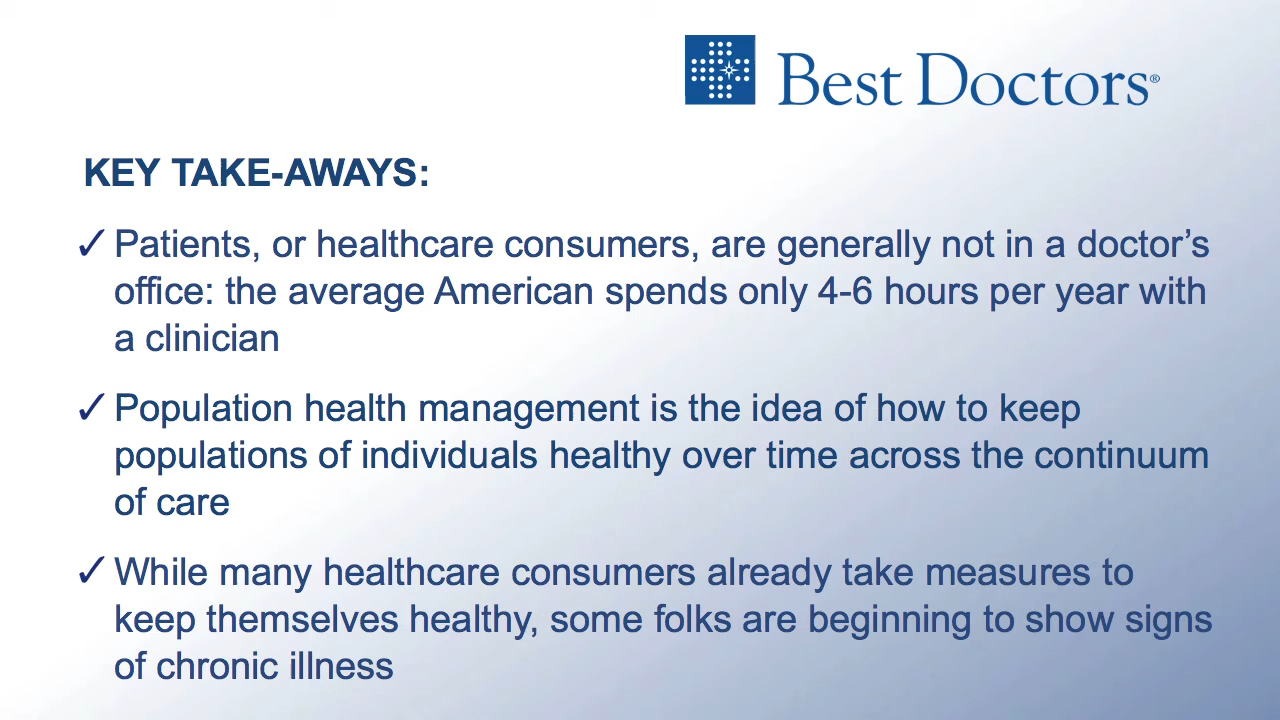 Best Doctors®
KEY TAKE-AWAYS:
✓ Patients, or healthcare consumers, are generally not in a doctor’s
office: the average American spends only 4-6 hours per year with
a clinician
✓ Population health management is the idea of how to keep
populations of individuals healthy over time across the continuum
of care
✓ While many healthcare consumers already take measures to
keep themselves healthy, some folks are beginning to show signs
of chronic illness